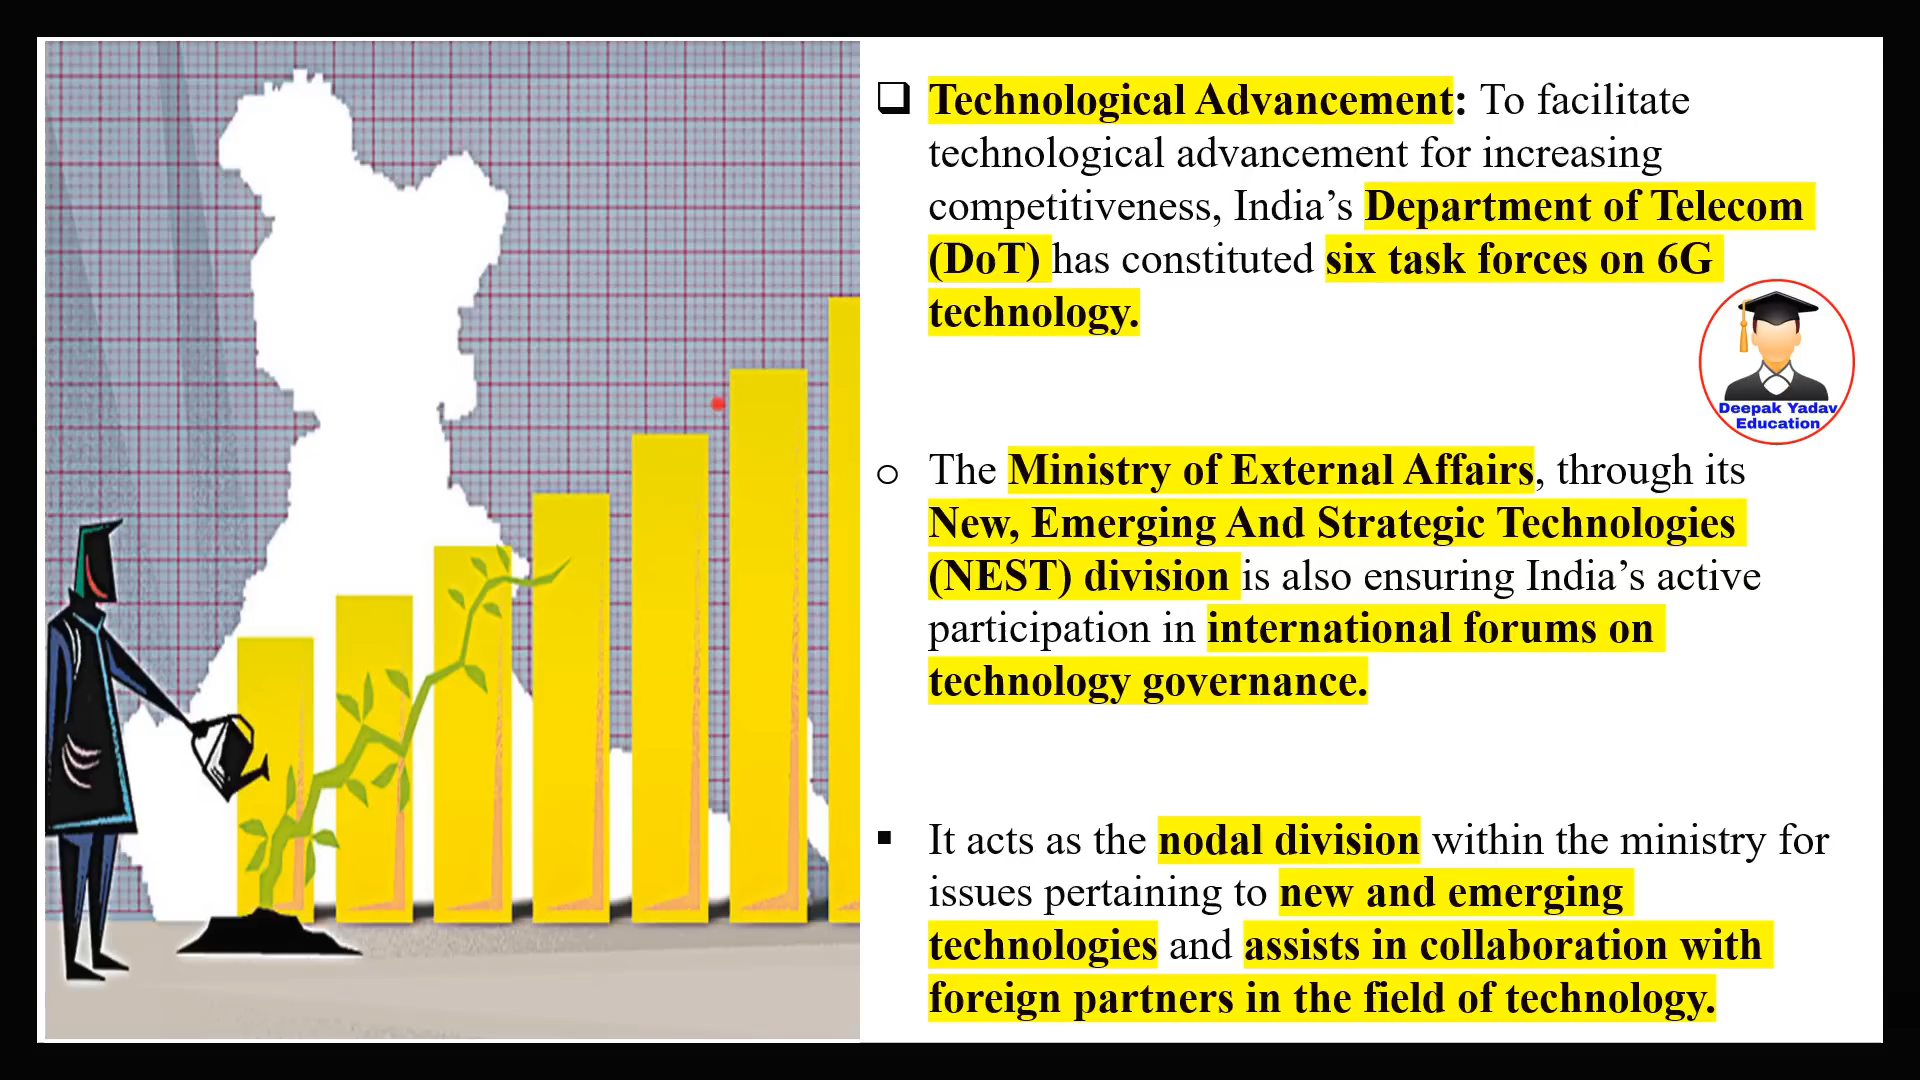 Technological Advancement: To facilitate
technological advancement for increasing
competitiveness, India’s Department of Telecom
(DoT) has constituted six task forces on 6G
technology.
Deepak Yadav
Education
The Ministry of External Affairs, through its
New, Emerging And Strategic Technologies
(NEST) division is also ensuring India’s active
participation in international forums on
technology governance.
It acts as the nodal division within the ministry for
issues pertaining to new and emerging
technologies and assists in collaboration with
foreign partners in the field of technology.